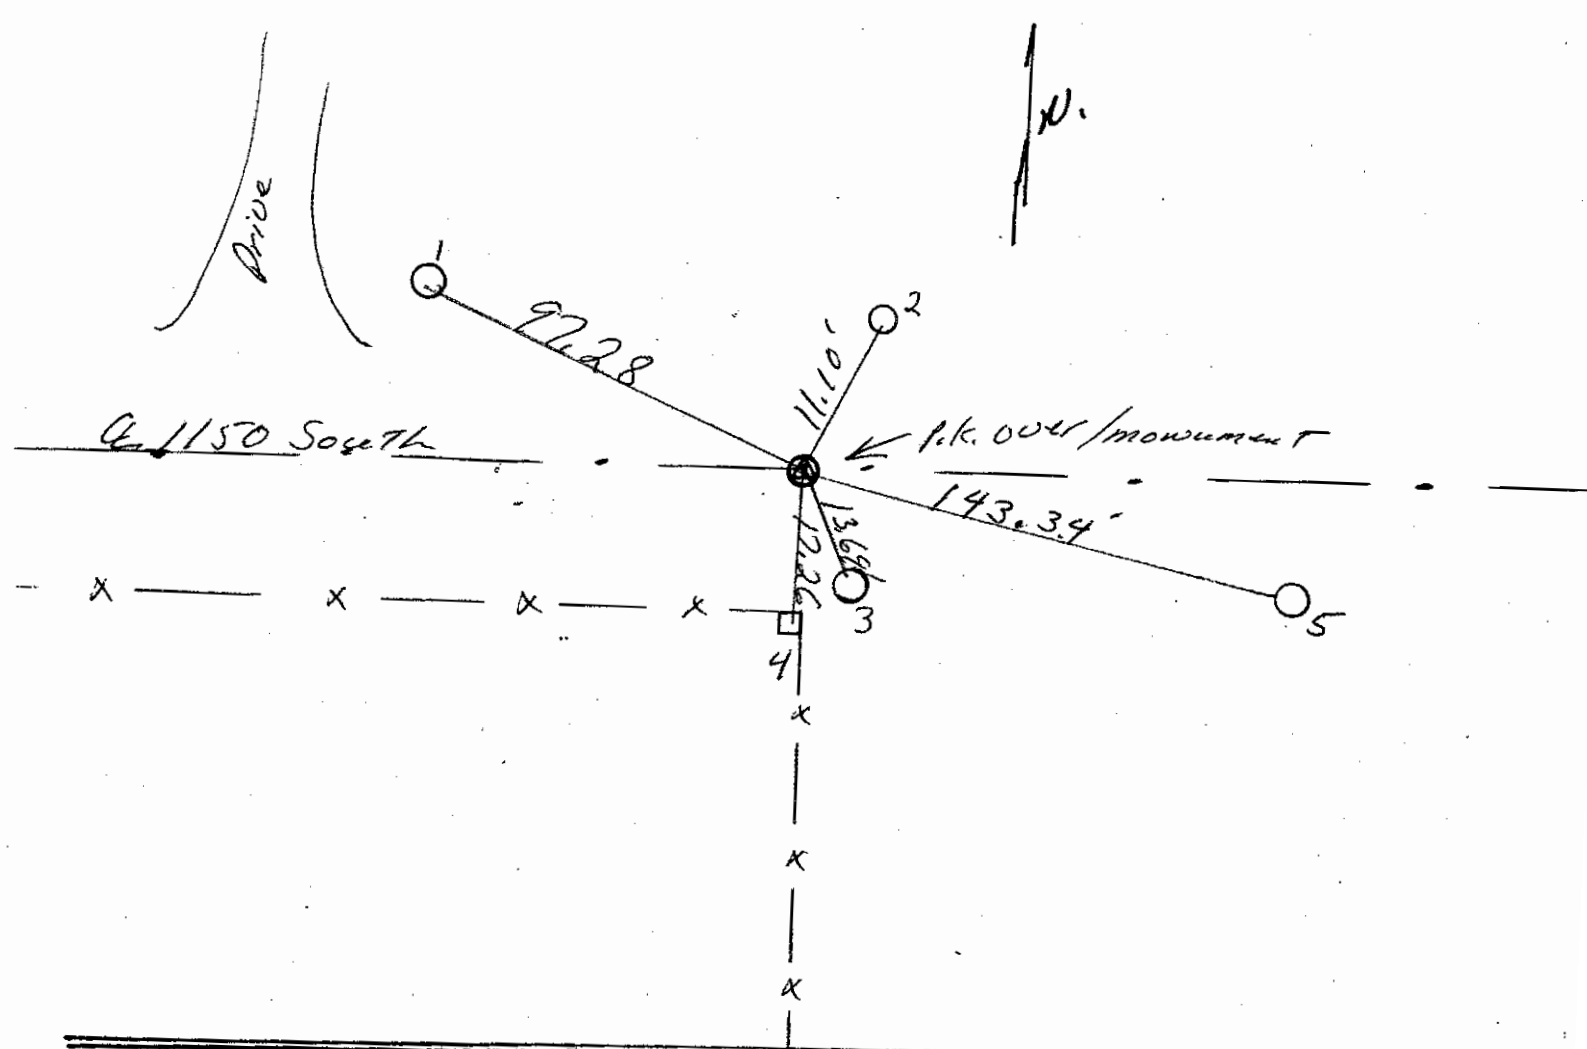 N.
Drive
1
2
97.28
11.10'
℄ 1150 South
p.k. over/monument
143.34'
13.69'
12.26
3
4
5
x x x x
x
x
x